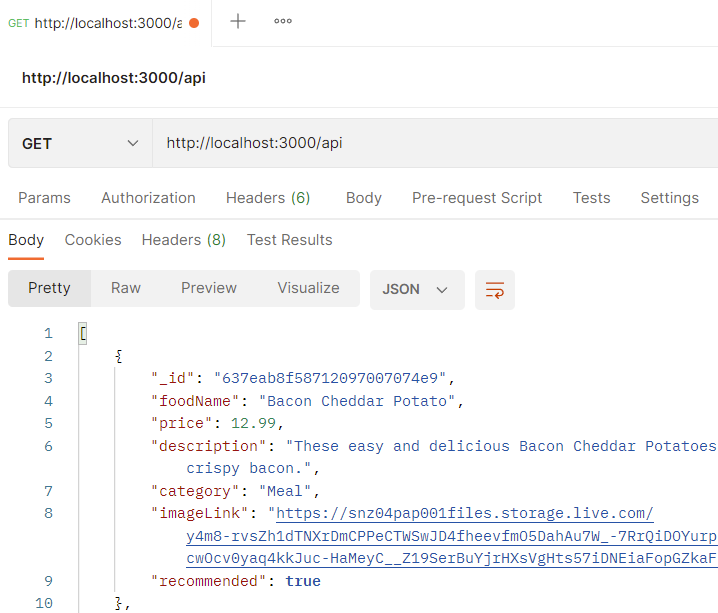 GET http://localhost:3000/a
http://localhost:3000/api
GET http://localhost:3000/api
Params Authorization Headers (6) Body Pre-request Script Tests Settings
Body Cookies Headers (8) Test Results
Pretty Raw Preview Visualize JSON
1 [
2 {
3 "_id": "637eab8f58712097007074e9",
4 "foodName": "Bacon Cheddar Potato",
5 "price": 12.99,
6 "description": "These easy and delicious Bacon Cheddar Potatoes
crispy bacon.",
7 "category": "Meal",
8 "imageLink": "https://snz04pap001files.storage.live.com/
y4m8-rvsZh1dTNXrDmCPPeCTWSwJD4fheevfmO5DahAu7W_-7RrQiDOYurp
cwOcv0yaq4kkJuc-HaMeyC__Z19SerBuYjrHXsVgHts57iDNEiaFopGZkaF
9 "recommended": true
10 },